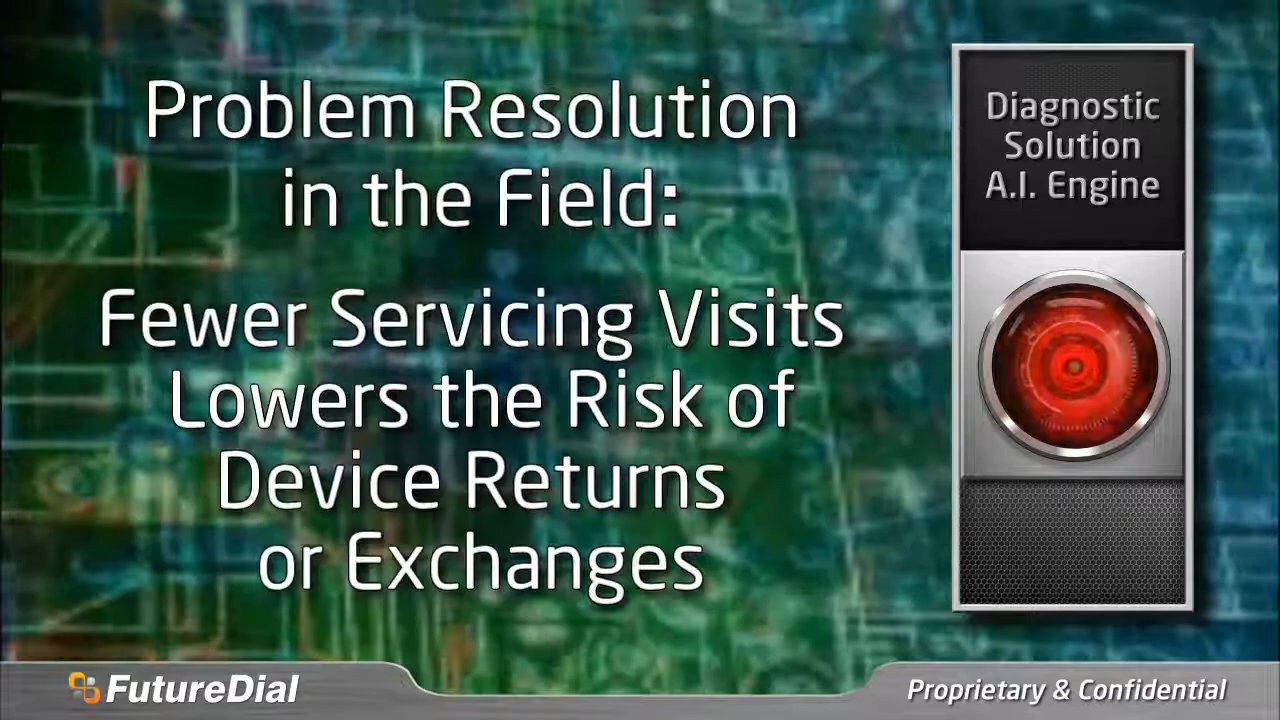 Problem Resolution
in the Field:
Fewer Servicing Visits
Lowers the Risk of
Device Returns
or Exchanges
Diagnostic
Solution
A.I. Engine
FutureDial
Proprietary & Confidential